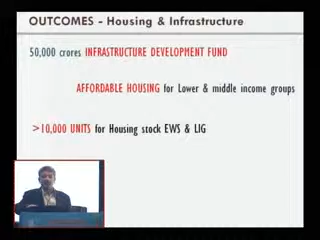 OUTCOMES - Housing & Infrastructure
50,000 crores INFRASTRUCTURE DEVELOPMENT FUND
AFFORDABLE HOUSING for Lower & middle income groups
>10,000 UNITS for Housing stock EWS & LIG